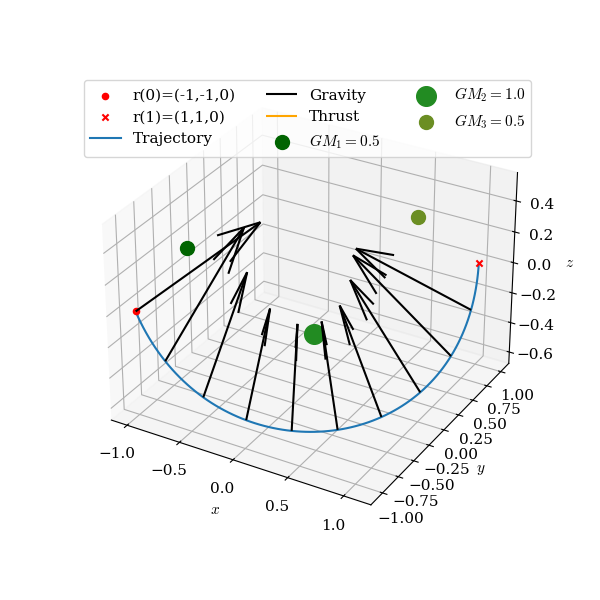 r(0)=(-1,-1,0)
r(1)=(1,1,0)
Trajectory
Gravity
Thrust
GM₁ = 0.5
GM₂ = 1.0
GM₃ = 0.5
0.4
0.2
0.0
−0.2
−0.4
−0.6
z
1.00
0.75
0.50
0.25
0.00
−0.25
−0.50
−0.75
−1.00
y
−1.0
−0.5
0.0
0.5
1.0
x